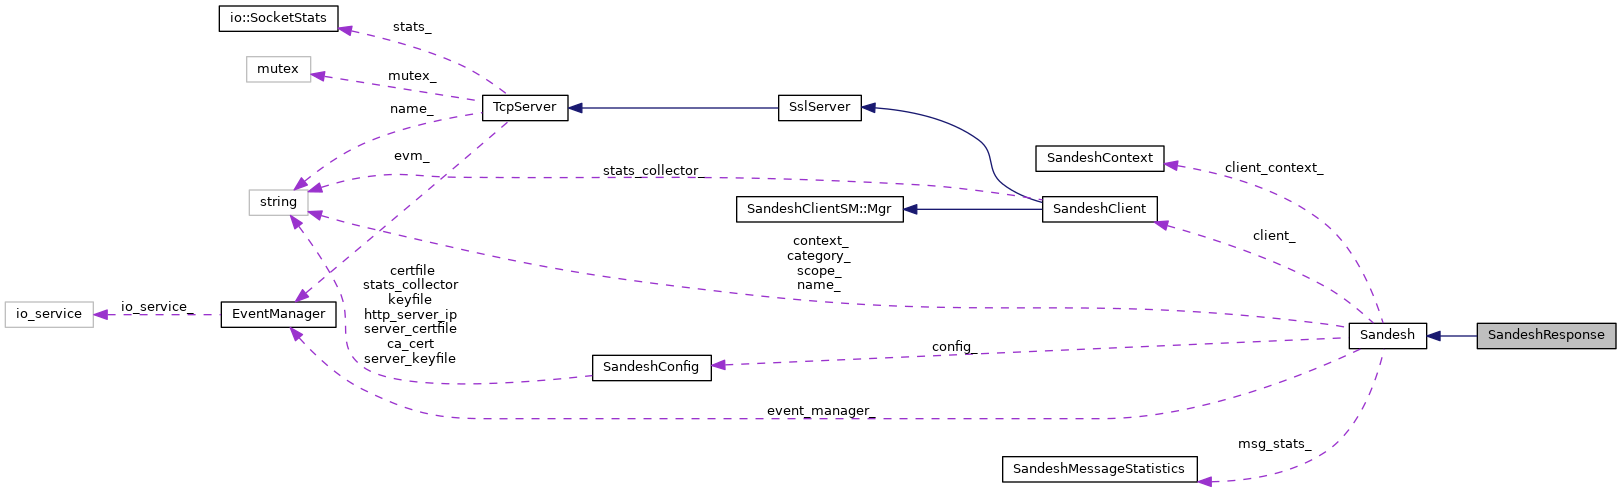 io::SocketStats
stats_
mutex
mutex_
TcpServer
SslServer
name_
evm_
SandeshContext
client_context_
stats_collector_
string
SandeshClientSM::Mgr
SandeshClient
client_
context_
category_
scope_
name_
certfile
stats_collector
keyfile
http_server_ip
server_certfile
ca_cert
server_keyfile
io_service
io_service_
EventManager
Sandesh
SandeshResponse
config_
SandeshConfig
event_manager_
msg_stats_
SandeshMessageStatistics